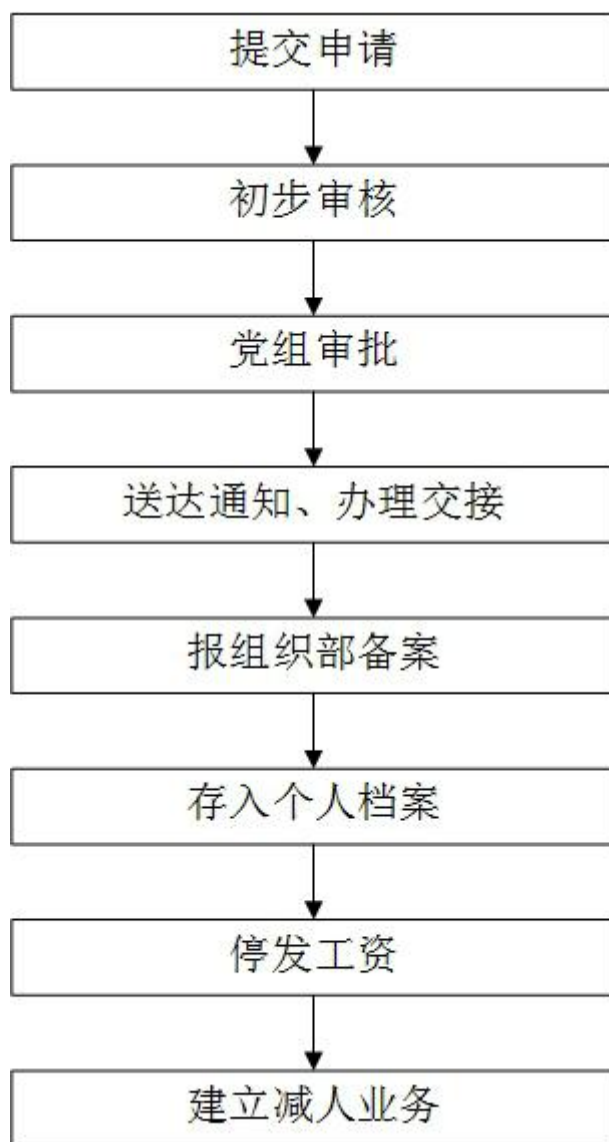 提交申请
初步审核
党组审批
送达通知、办理交接
报组织部备案
存入个人档案
停发工资
建立减人业务